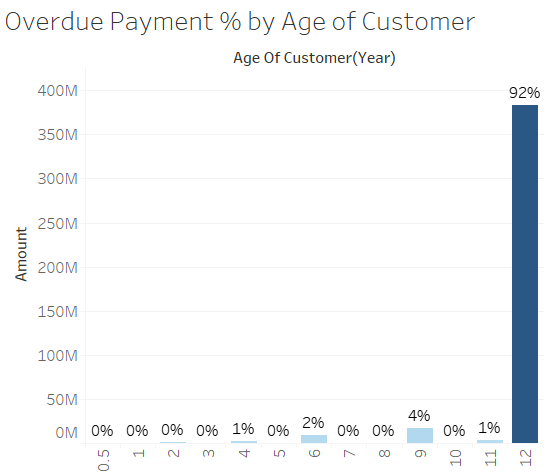 Overdue Payment % by Age of Customer
Age Of Customer(Year)
92%
400M
350M
300M
250M
200M
150M
100M
50M
0M
Amount
0% 0% 0% 0% 1% 0% 2% 0% 0% 4% 0% 1%
0.5 1 2 3 4 5 6 7 8 9 10 11 12